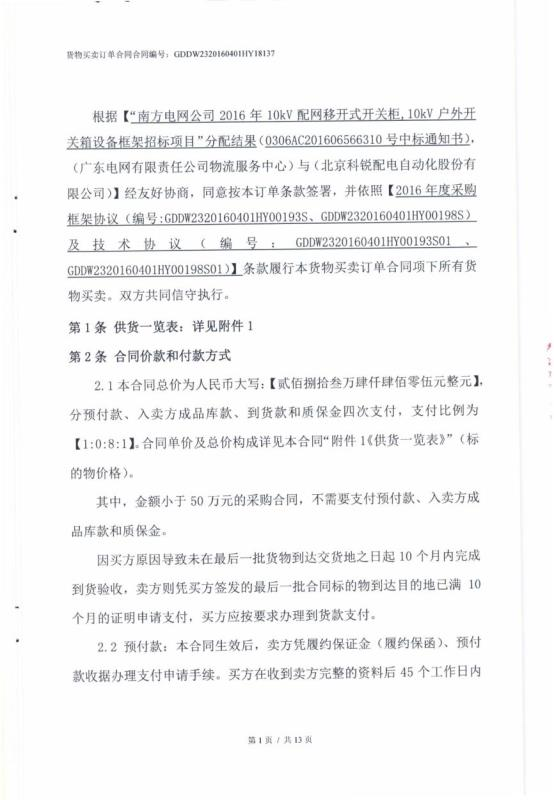 货物买卖订单合同合同编号：GDDW2320160401HY18137
根据【“南方电网公司 2016 年 10kV 配网移开式开关柜,10kV 户外开
关箱设备框架招标项目”分配结果（0306AC201606566310 号中标通知书），
（广东电网有限责任公司物流服务中心）与（北京科锐配电自动化股份有
限公司）】经友好协商，同意按本订单条款签署，并依照【2016 年度采购
框架协议（编号:GDDW2320160401HY00193S、GDDW2320160401HY00198S）
及技术协议（编号：GDDW2320160401HY00193S01、
GDDW2320160401HY00198S01）】条款履行本货物买卖订单合同项下所有货
物买卖。双方共同信守执行。
第 1 条 供货一览表：详见附件 1
第 2 条 合同价款和付款方式
2.1 本合同总价为人民币大写:【贰佰捌拾叁万肆仟肆佰零伍元整元】,
分预付款、入卖方成品库款、到货款和质保金四次支付，支付比例为
【1:0:8:1】。合同单价及总价构成详见本合同“附件 1《供货一览表》”（标
的物价格）。
其中，金额小于 50 万元的采购合同，不需要支付预付款、入卖方成
品库款和质保金。
因买方原因导致未在最后一批货物到达交货地之日起 10 个月内完成
到货验收，卖方则凭买方签发的最后一批合同标的物到达目的地已满 10
个月的证明申请支付，买方应按要求办理到货款支付。
2.2 预付款：本合同生效后，卖方凭履约保证金（履约保函）、预付
款收据办理支付申请手续。买方在收到卖方完整的资料后 45 个工作日内
第 1 页 / 共 13 页